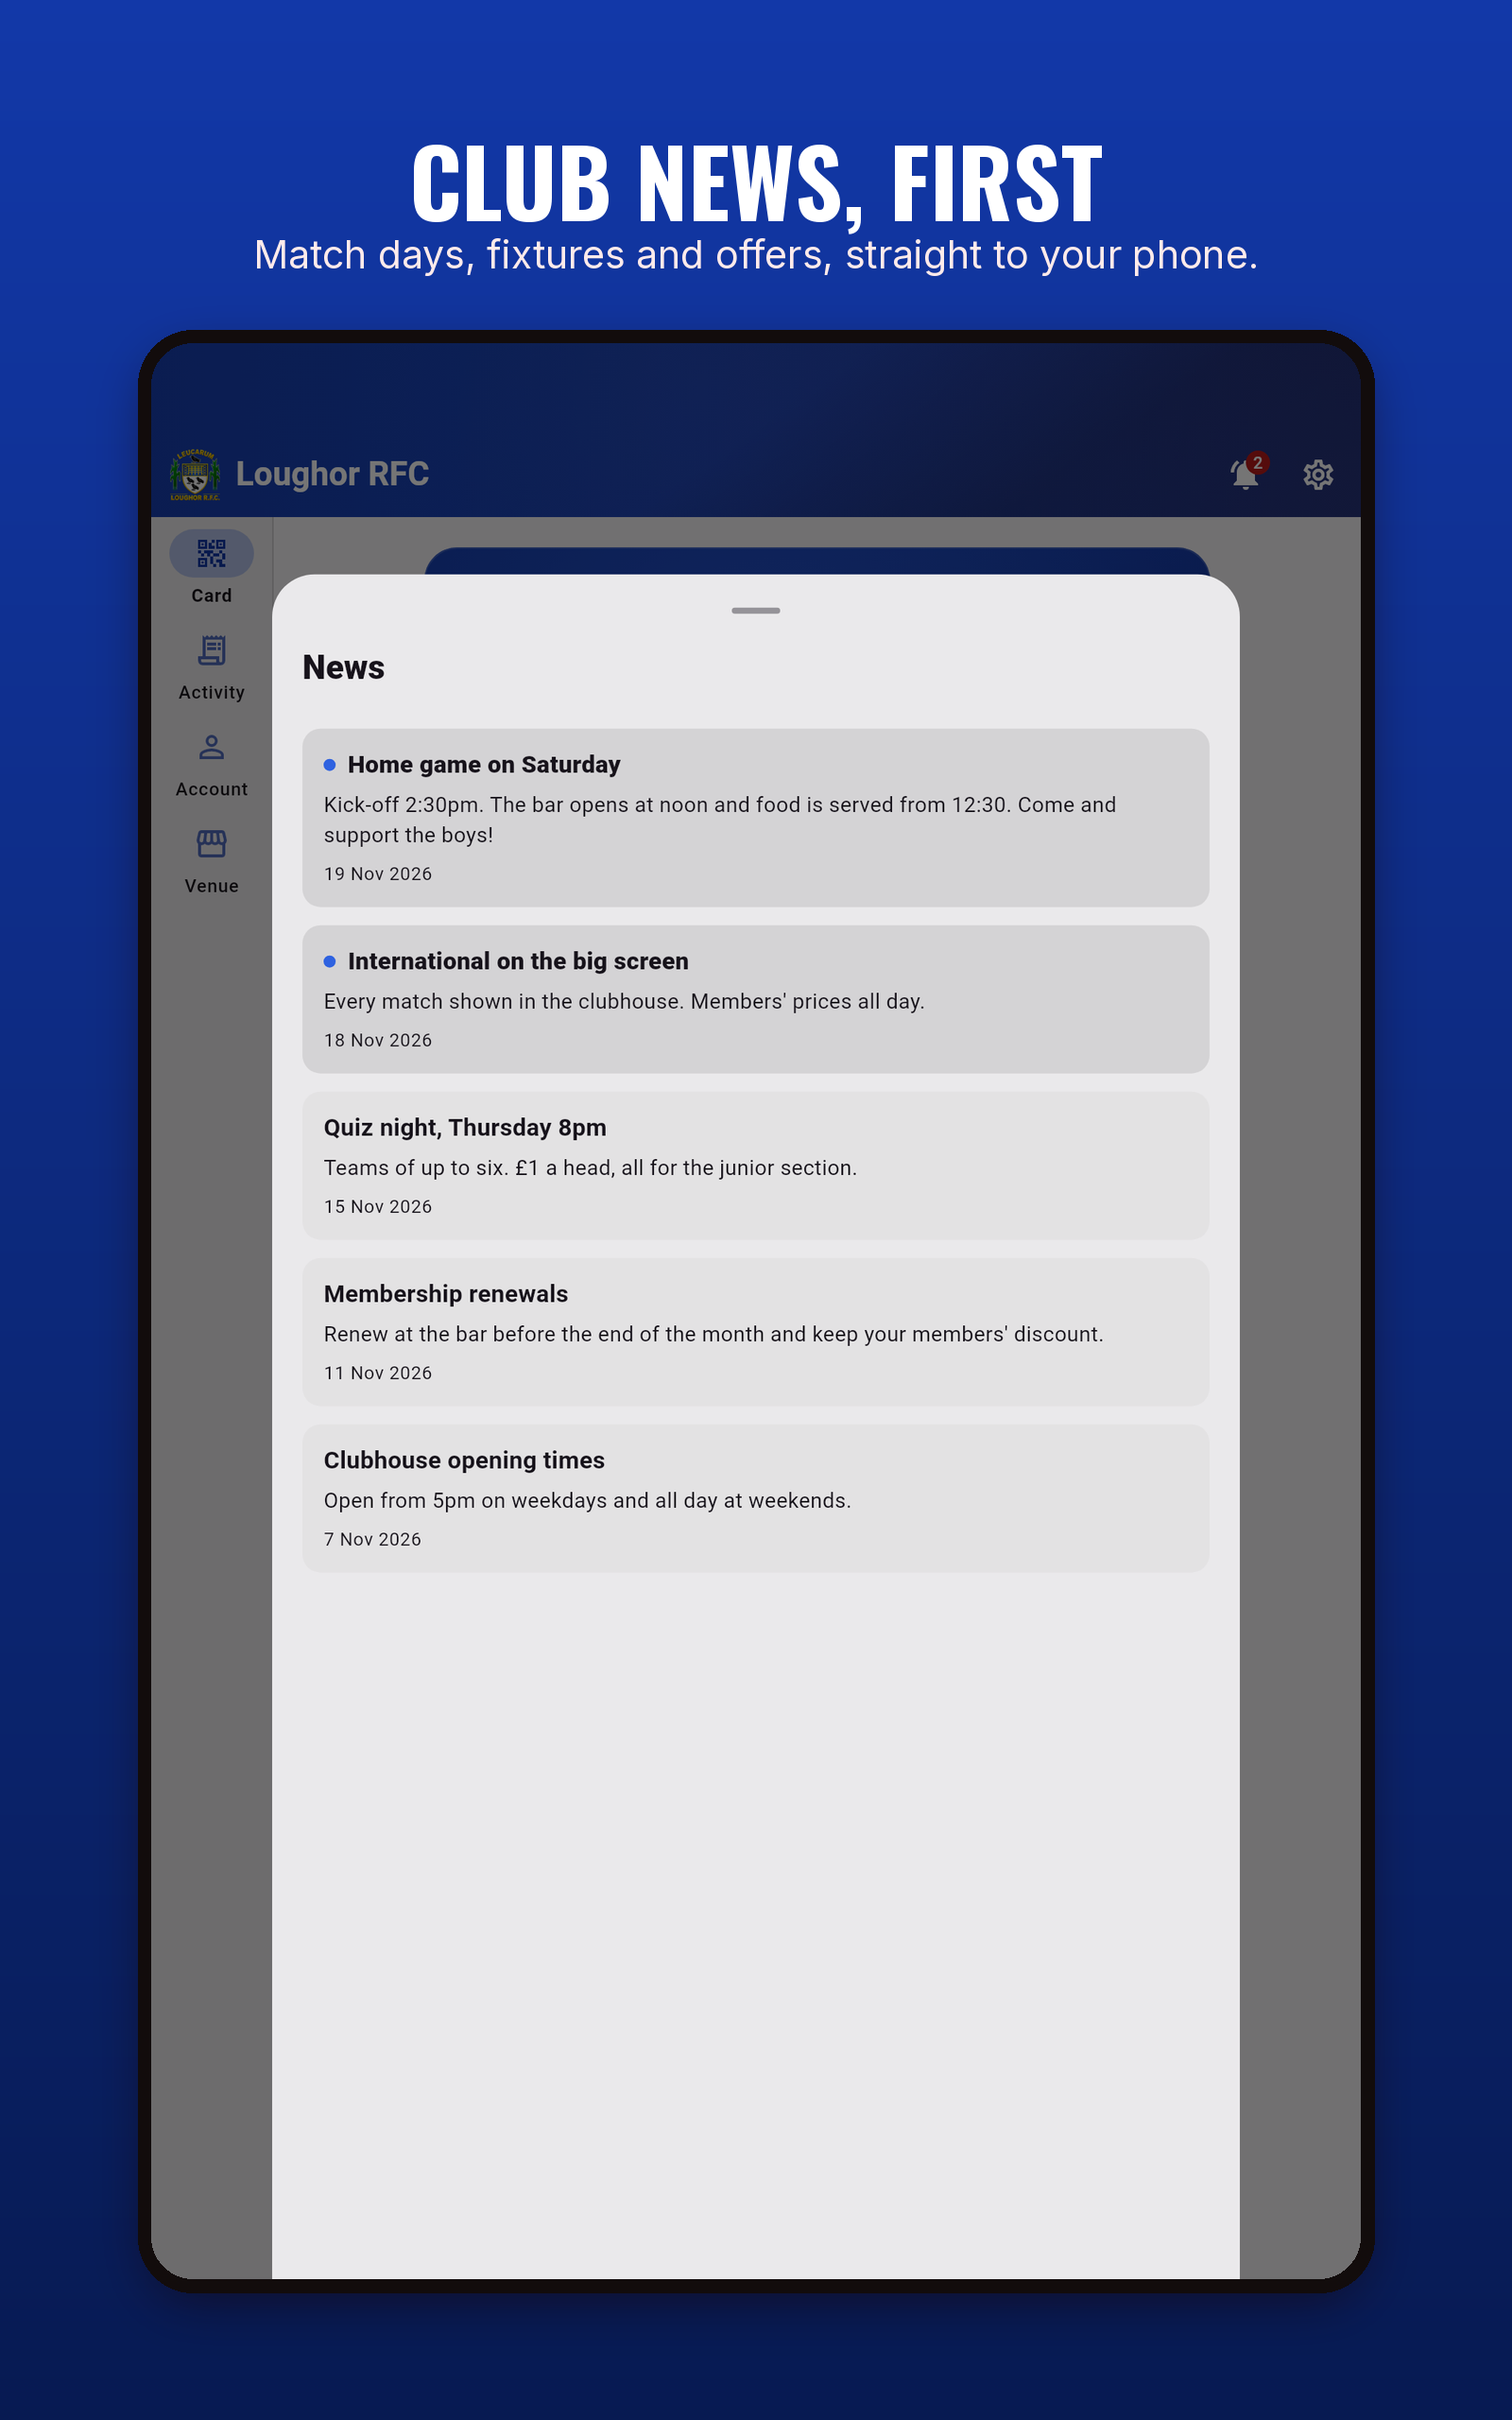 CLUB NEWS, FIRST
Match days, fixtures and offers, straight to your phone.
LEUCARUM
LOUGHOR R.F.C.
Loughor RFC
2
Card
Activity
Account
Venue
News
Home game on Saturday
Kick-off 2:30pm. The bar opens at noon and food is served from 12:30. Come and
support the boys!
19 Nov 2026
International on the big screen
Every match shown in the clubhouse. Members' prices all day.
18 Nov 2026
Quiz night, Thursday 8pm
Teams of up to six. £1 a head, all for the junior section.
15 Nov 2026
Membership renewals
Renew at the bar before the end of the month and keep your members' discount.
11 Nov 2026
Clubhouse opening times
Open from 5pm on weekdays and all day at weekends.
7 Nov 2026